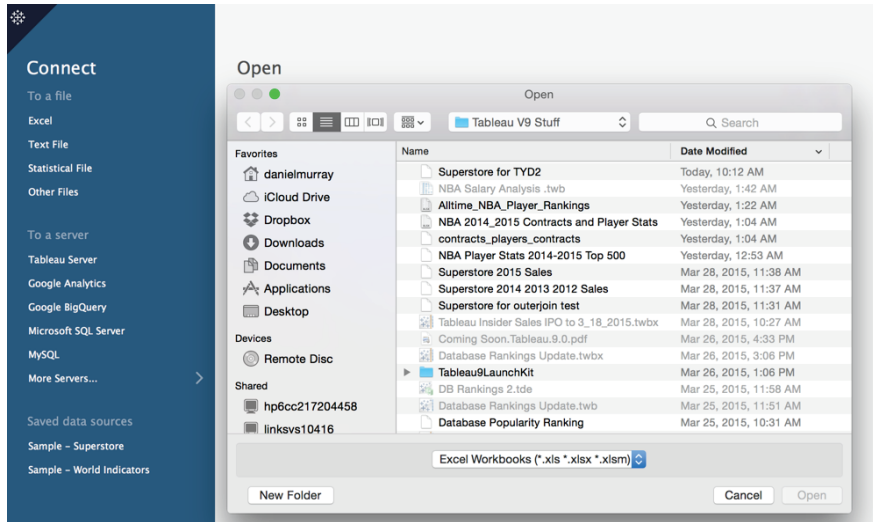 Connect
To a file
Excel
Text File
Statistical File
Other Files
To a server
Tableau Server
Google Analytics
Google BigQuery
Microsoft SQL Server
MySQL
More Servers...
Saved data sources
Sample – Superstore
Sample – World Indicators
Open
Open
Tableau V9 Stuff
Search
Favorites
danielmurray
iCloud Drive
Dropbox
Downloads
Documents
Applications
Desktop
Devices
Remote Disc
Shared
hp6cc217204458
linksys10416
Name Date Modified
Superstore for TYD2 Today, 10:12 AM
NBA Salary Analysis .twb Yesterday, 1:42 AM
Alltime_NBA_Player_Rankings Yesterday, 1:22 AM
NBA 2014_2015 Contracts and Player Stats Yesterday, 1:04 AM
contracts_players_contracts Yesterday, 1:04 AM
NBA Player Stats 2014-2015 Top 500 Yesterday, 12:53 AM
Superstore 2015 Sales Mar 28, 2015, 11:38 AM
Superstore 2014 2013 2012 Sales Mar 28, 2015, 11:37 AM
Superstore for outerjoin test Mar 28, 2015, 11:31 AM
Tableau Insider Sales IPO to 3_18_2015.twbx Mar 28, 2015, 10:27 AM
Coming Soon.Tableau.9.0.pdf Mar 26, 2015, 4:33 PM
Database Rankings Update.twbx Mar 26, 2015, 3:06 PM
Tableau9LaunchKit Mar 26, 2015, 1:06 PM
DB Rankings 2.tde Mar 25, 2015, 11:58 AM
Database Rankings Update.twb Mar 25, 2015, 11:51 AM
Database Popularity Ranking Mar 25, 2015, 10:31 AM
Excel Workbooks (*.xls *.xlsx *.xlsm)
New Folder Cancel Open